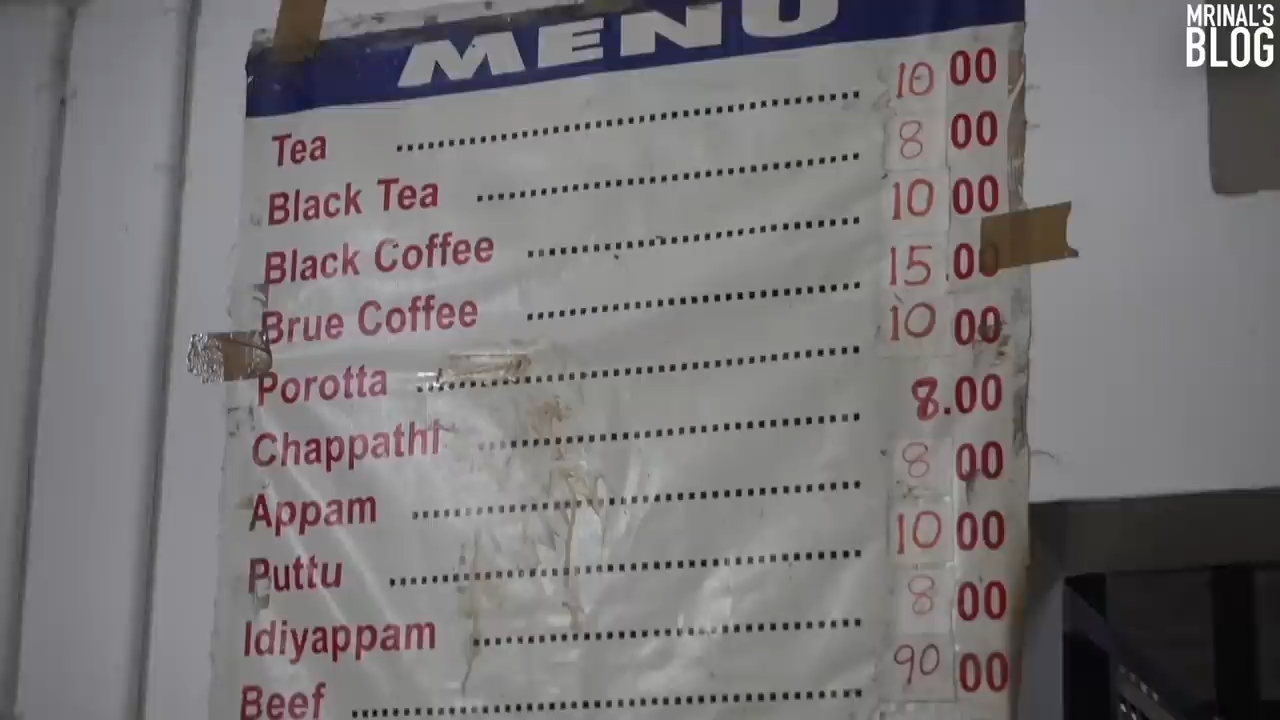 MRINAL'S
BLOG
MENU
Tea ........................ 10 00
Black Tea ........................ 8 00
Black Coffee ........................ 10 00
Brue Coffee ........................ 15.00
Porotta ........................ 10 00
Chappathi ........................ 8.00
Appam ........................ 8 00
Puttu ........................ 10 00
Idiyappam ........................ 8 00
Beef ........................ 90 00